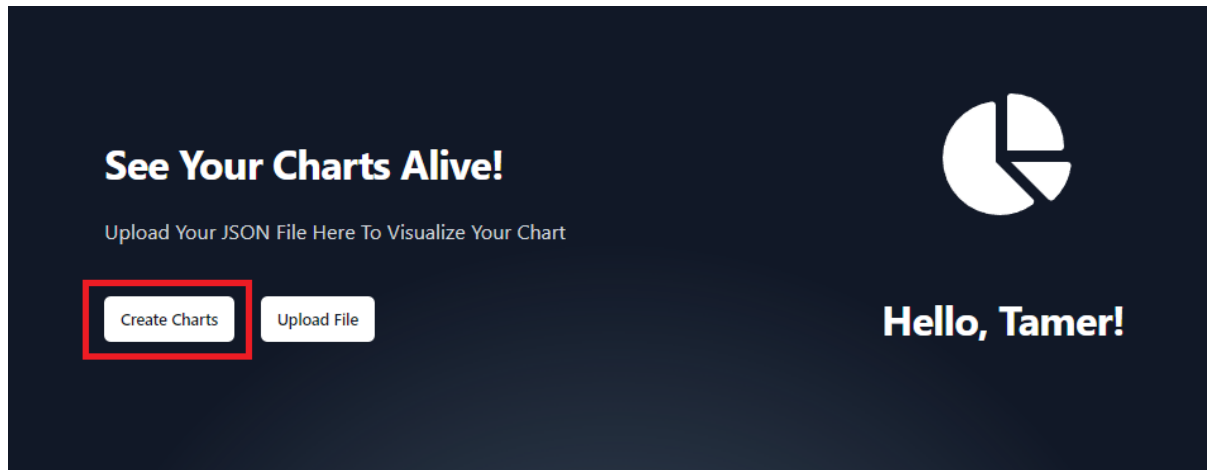 See Your Charts Alive!
Upload Your JSON File Here To Visualize Your Chart
Create Charts
Upload File
Hello, Tamer!